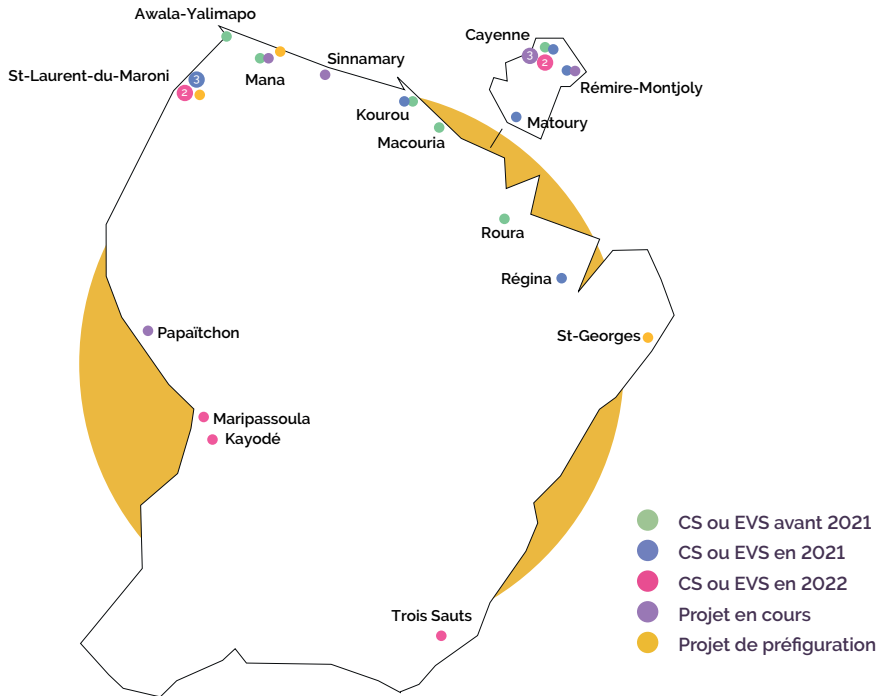 Awala-Yalimapo
Cayenne
Sinnamary
3
St-Laurent-du-Maroni
3
Mana
2
Rémire-Montjoly
2
Kourou
Matoury
Macouria
Roura
Régina
Papaïtchon
St-Georges
Maripassoula
Kayodé
Trois Sauts
CS ou EVS avant 2021
CS ou EVS en 2021
CS ou EVS en 2022
Projet en cours
Projet de préfiguration